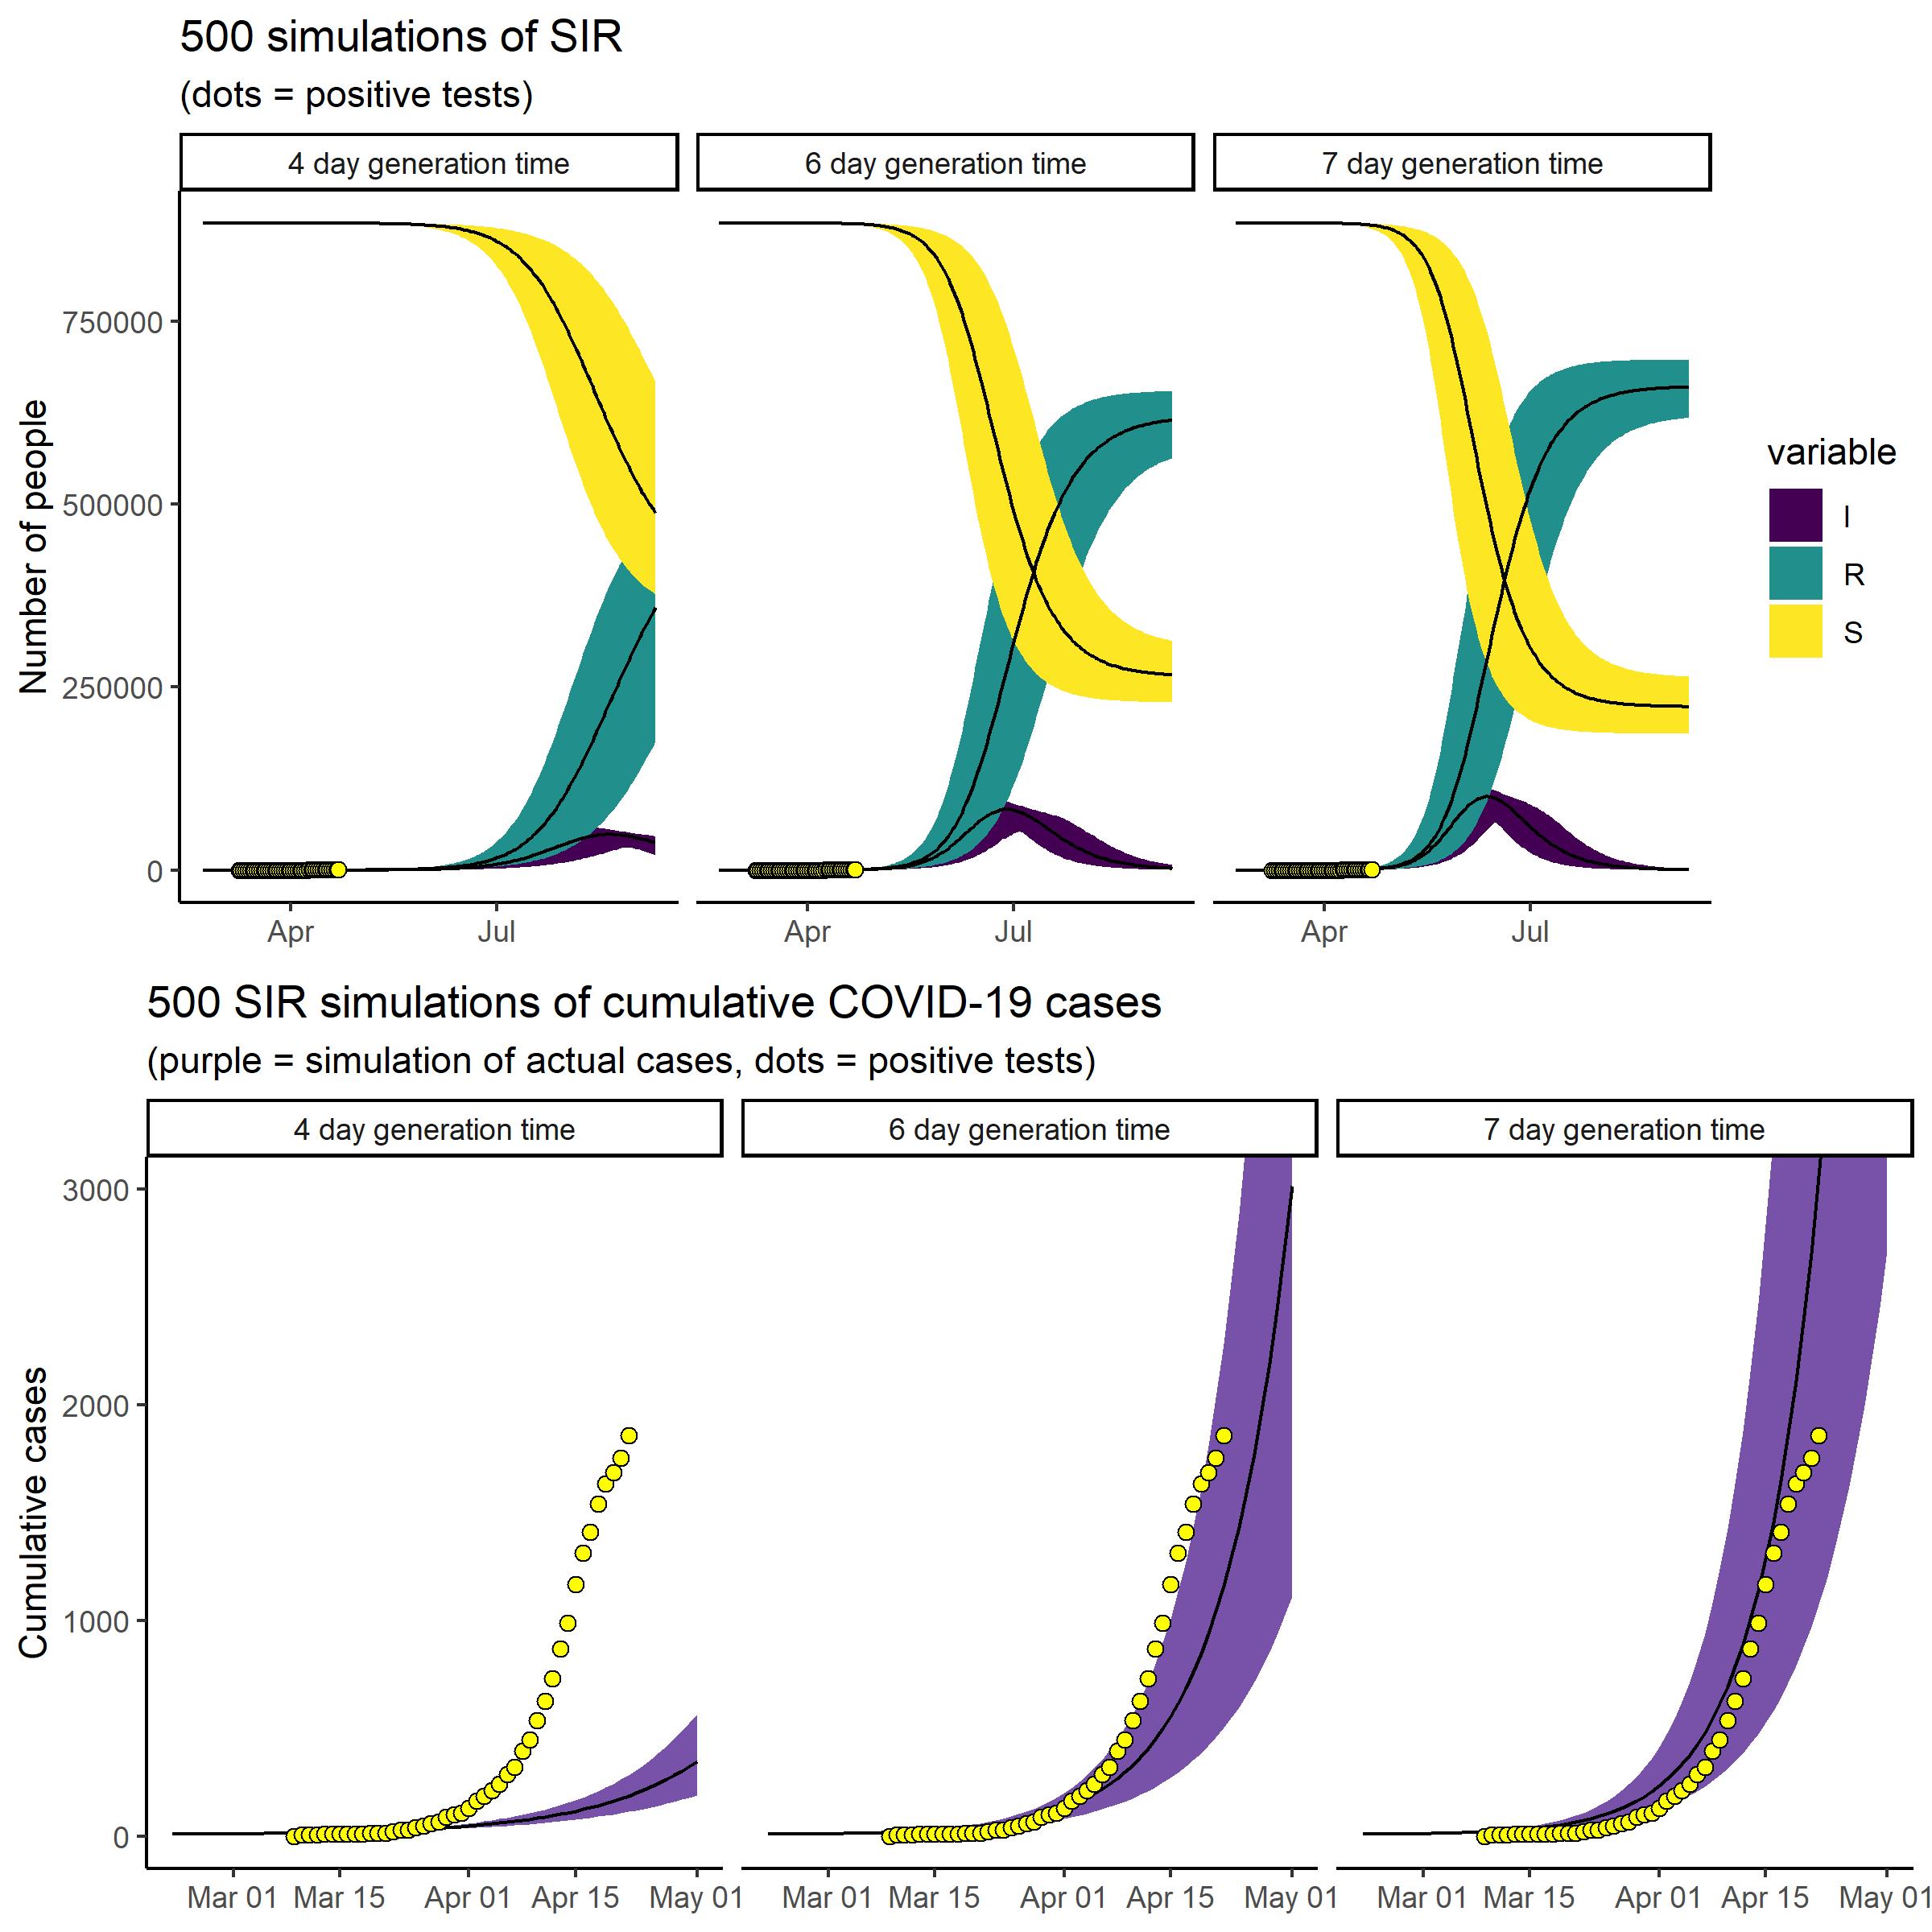 500 simulations of SIR
(dots = positive tests)
4 day generation time
6 day generation time
7 day generation time
Number of people
750000
500000
250000
0
Apr
Jul
Apr
Jul
Apr
Jul
variable
I
R
S
500 SIR simulations of cumulative COVID-19 cases
(purple = simulation of actual cases, dots = positive tests)
4 day generation time
6 day generation time
7 day generation time
Cumulative cases
3000
2000
1000
0
Mar 01
Mar 15
Apr 01
Apr 15
May 01
Mar 01
Mar 15
Apr 01
Apr 15
May 01
Mar 01
Mar 15
Apr 01
Apr 15
May 01